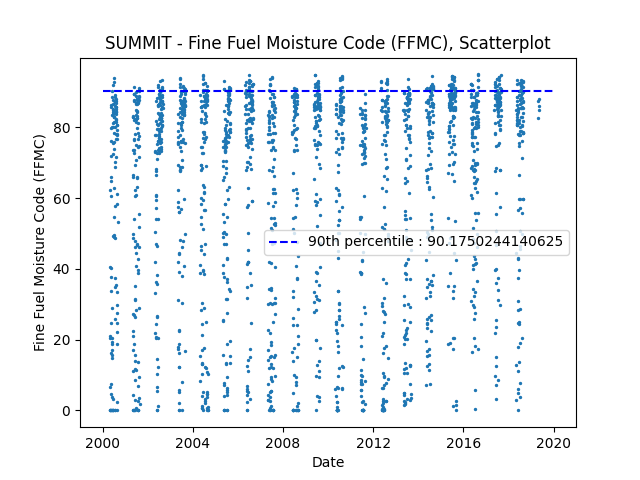 SUMMIT - Fine Fuel Moisture Code (FFMC), Scatterplot
Fine Fuel Moisture Code (FFMC)
80
60
40
20
0
90th percentile : 90.1750244140625
2000
2004
2008
2012
2016
2020
Date